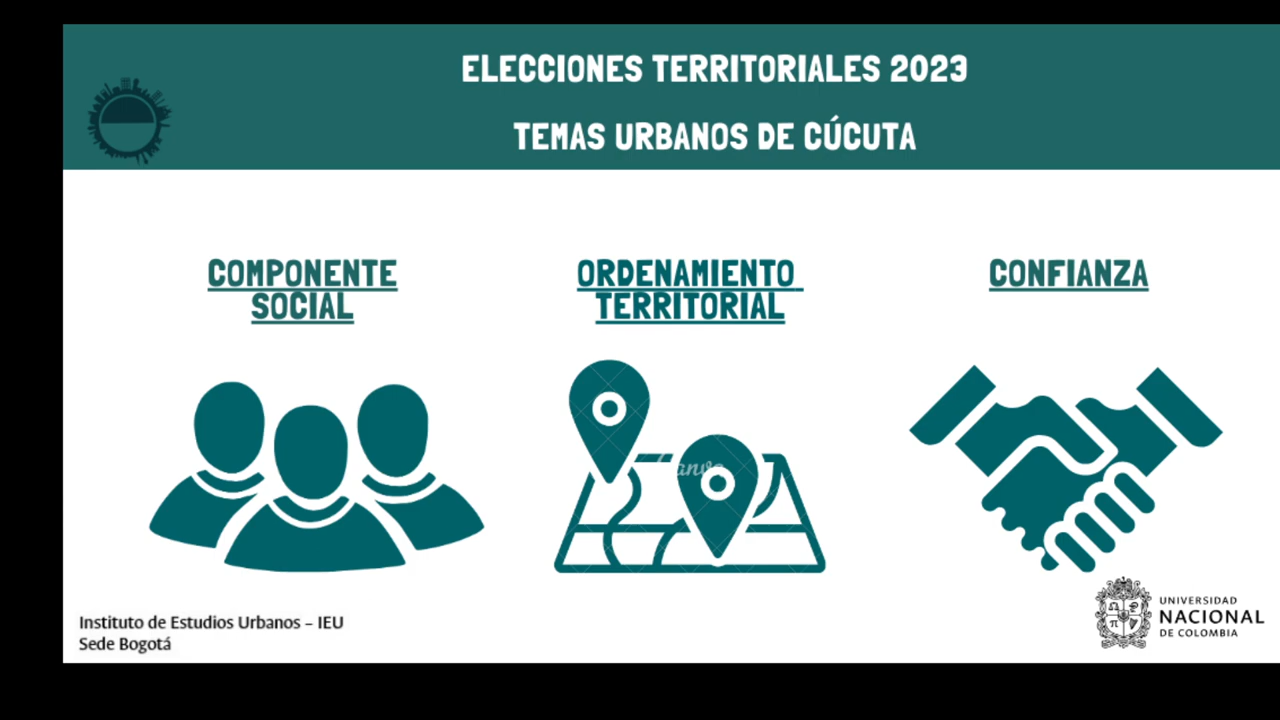 ELECCIONES TERRITORIALES 2023
TEMAS URBANOS DE CÚCUTA
COMPONENTE
SOCIAL
ORDENAMIENTO
TERRITORIAL
CONFIANZA
Canva
Instituto de Estudios Urbanos – IEU
Sede Bogotá
UNIVERSIDAD
NACIONAL
DE COLOMBIA